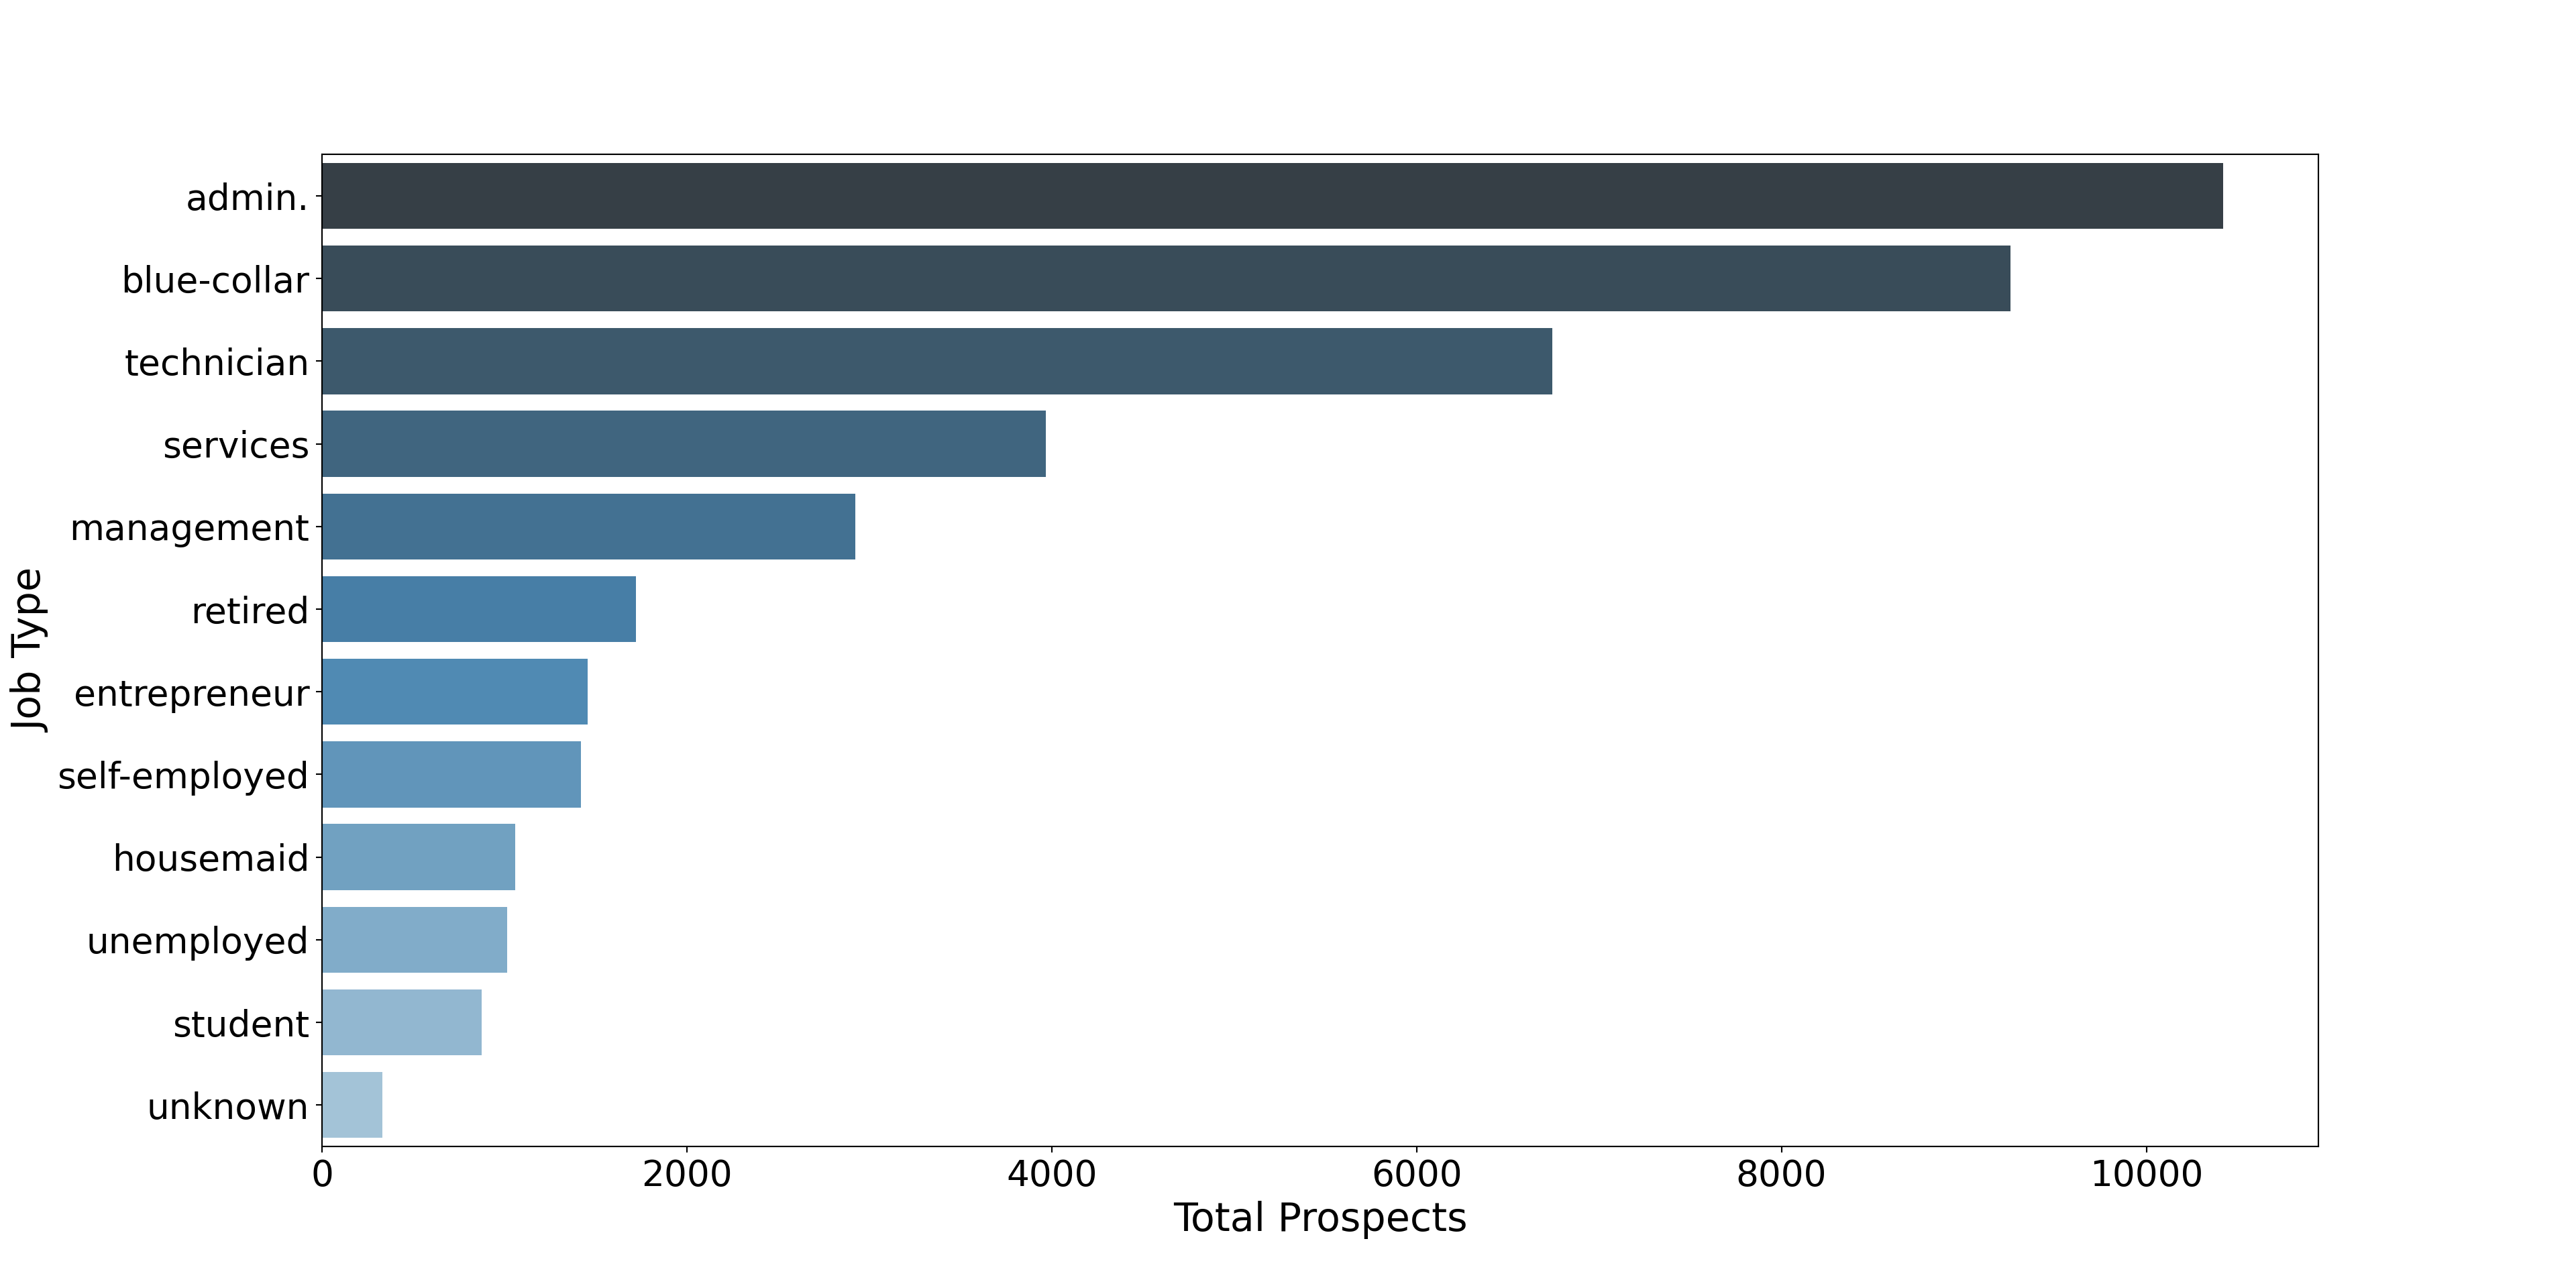 Job Type
admin.
blue-collar
technician
services
management
retired
entrepreneur
self-employed
housemaid
unemployed
student
unknown
0 2000 4000 6000 8000 10000
Total Prospects